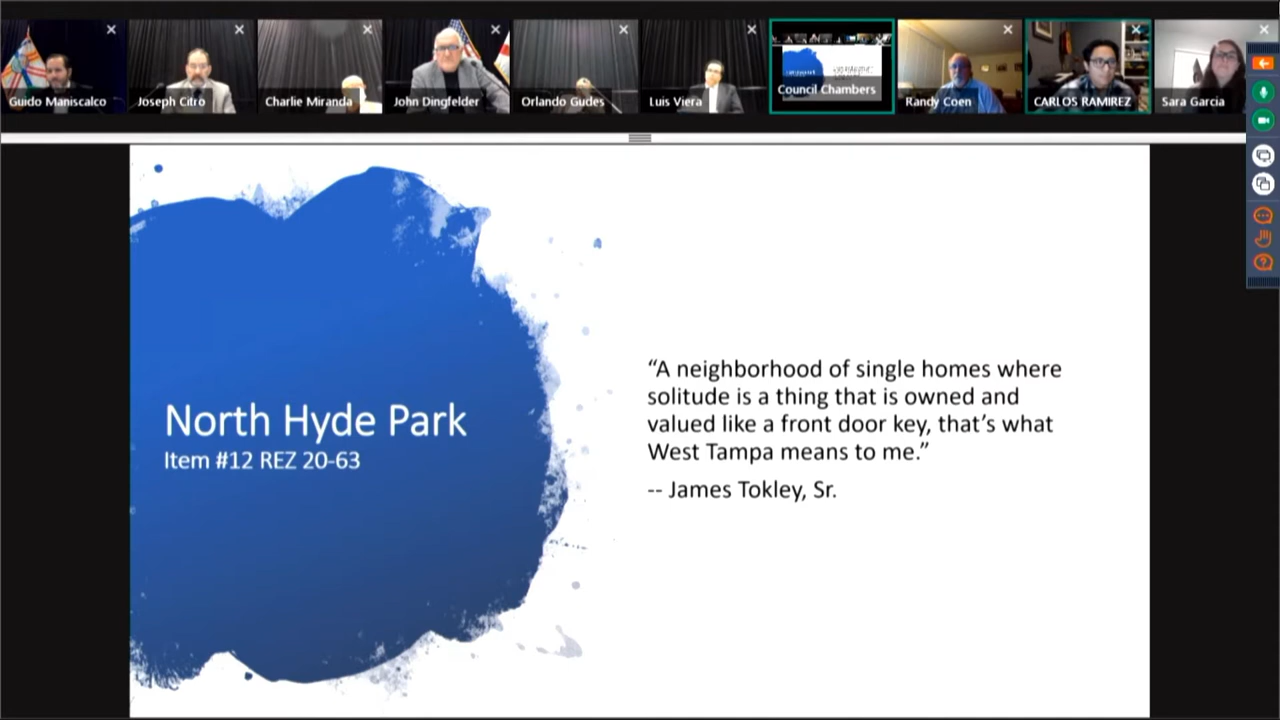 Guido Maniscalco
Joseph Citro
Charlie Miranda
John Dingfelder
Orlando Gudes
Luis Viera
Council Chambers
Randy Coen
CARLOS RAMIREZ
Sara Garcia
North Hyde Park
Item #12 REZ 20-63
“A neighborhood of single homes where
solitude is a thing that is owned and
valued like a front door key, that’s what
West Tampa means to me.”
-- James Tokley, Sr.